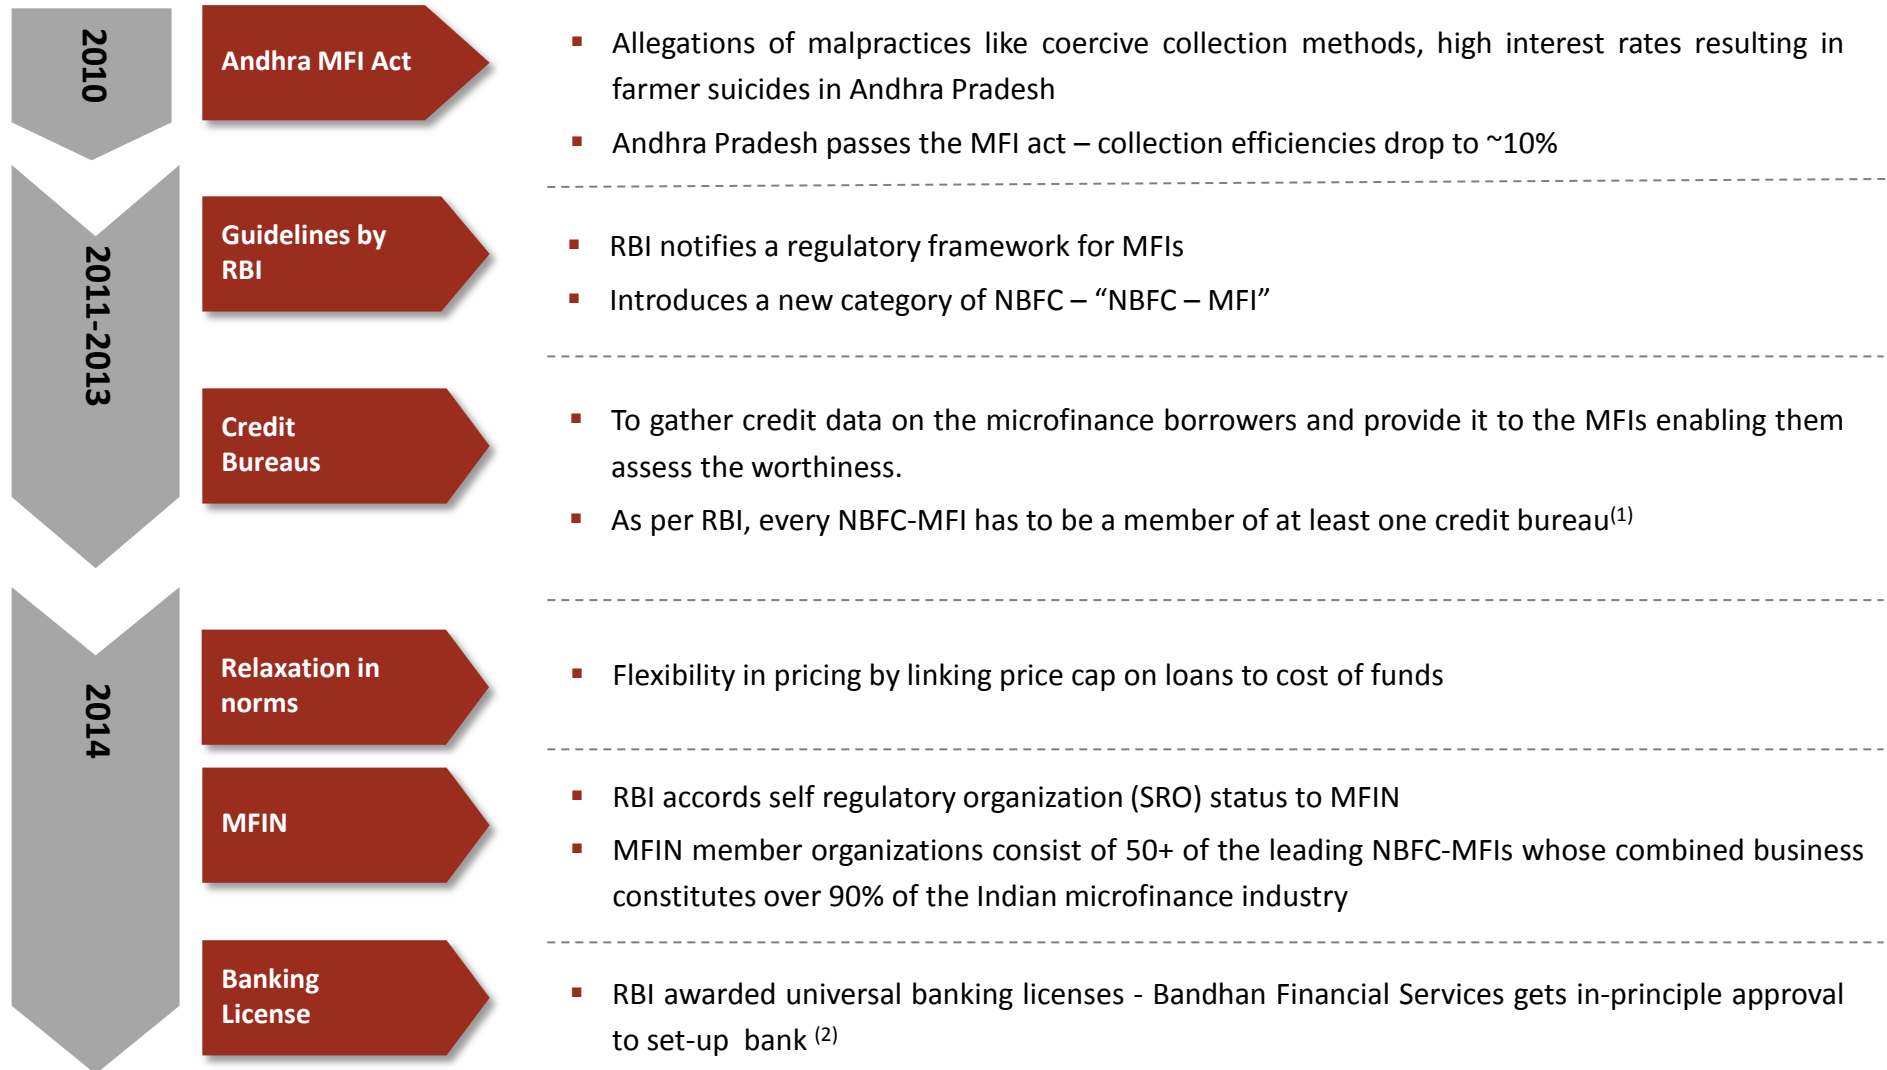 2010
Andhra MFI Act
▪ Allegations of malpractices like coercive collection methods, high interest rates resulting in
farmer suicides in Andhra Pradesh
▪ Andhra Pradesh passes the MFI act – collection efficiencies drop to ~10%
2011-2013
Guidelines by
RBI
▪ RBI notifies a regulatory framework for MFIs
▪ Introduces a new category of NBFC – “NBFC – MFI”
Credit
Bureaus
▪ To gather credit data on the microfinance borrowers and provide it to the MFIs enabling them
assess the worthiness.
▪ As per RBI, every NBFC-MFI has to be a member of at least one credit bureau(1)
2014
Relaxation in
norms
▪ Flexibility in pricing by linking price cap on loans to cost of funds
MFIN
▪ RBI accords self regulatory organization (SRO) status to MFIN
▪ MFIN member organizations consist of 50+ of the leading NBFC-MFIs whose combined business
constitutes over 90% of the Indian microfinance industry
Banking
License
▪ RBI awarded universal banking licenses - Bandhan Financial Services gets in-principle approval
to set-up bank (2)